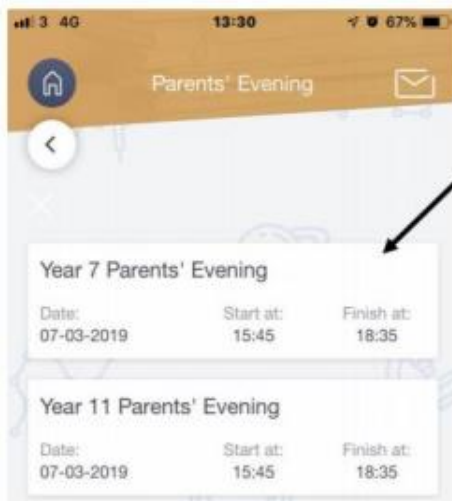 3 4G 13:30 67%
Parents' Evening
Year 7 Parents' Evening
Date: Start at: Finish at:
07-03-2019 15:45 18:35
Year 11 Parents' Evening
Date: Start at: Finish at:
07-03-2019 15:45 18:35